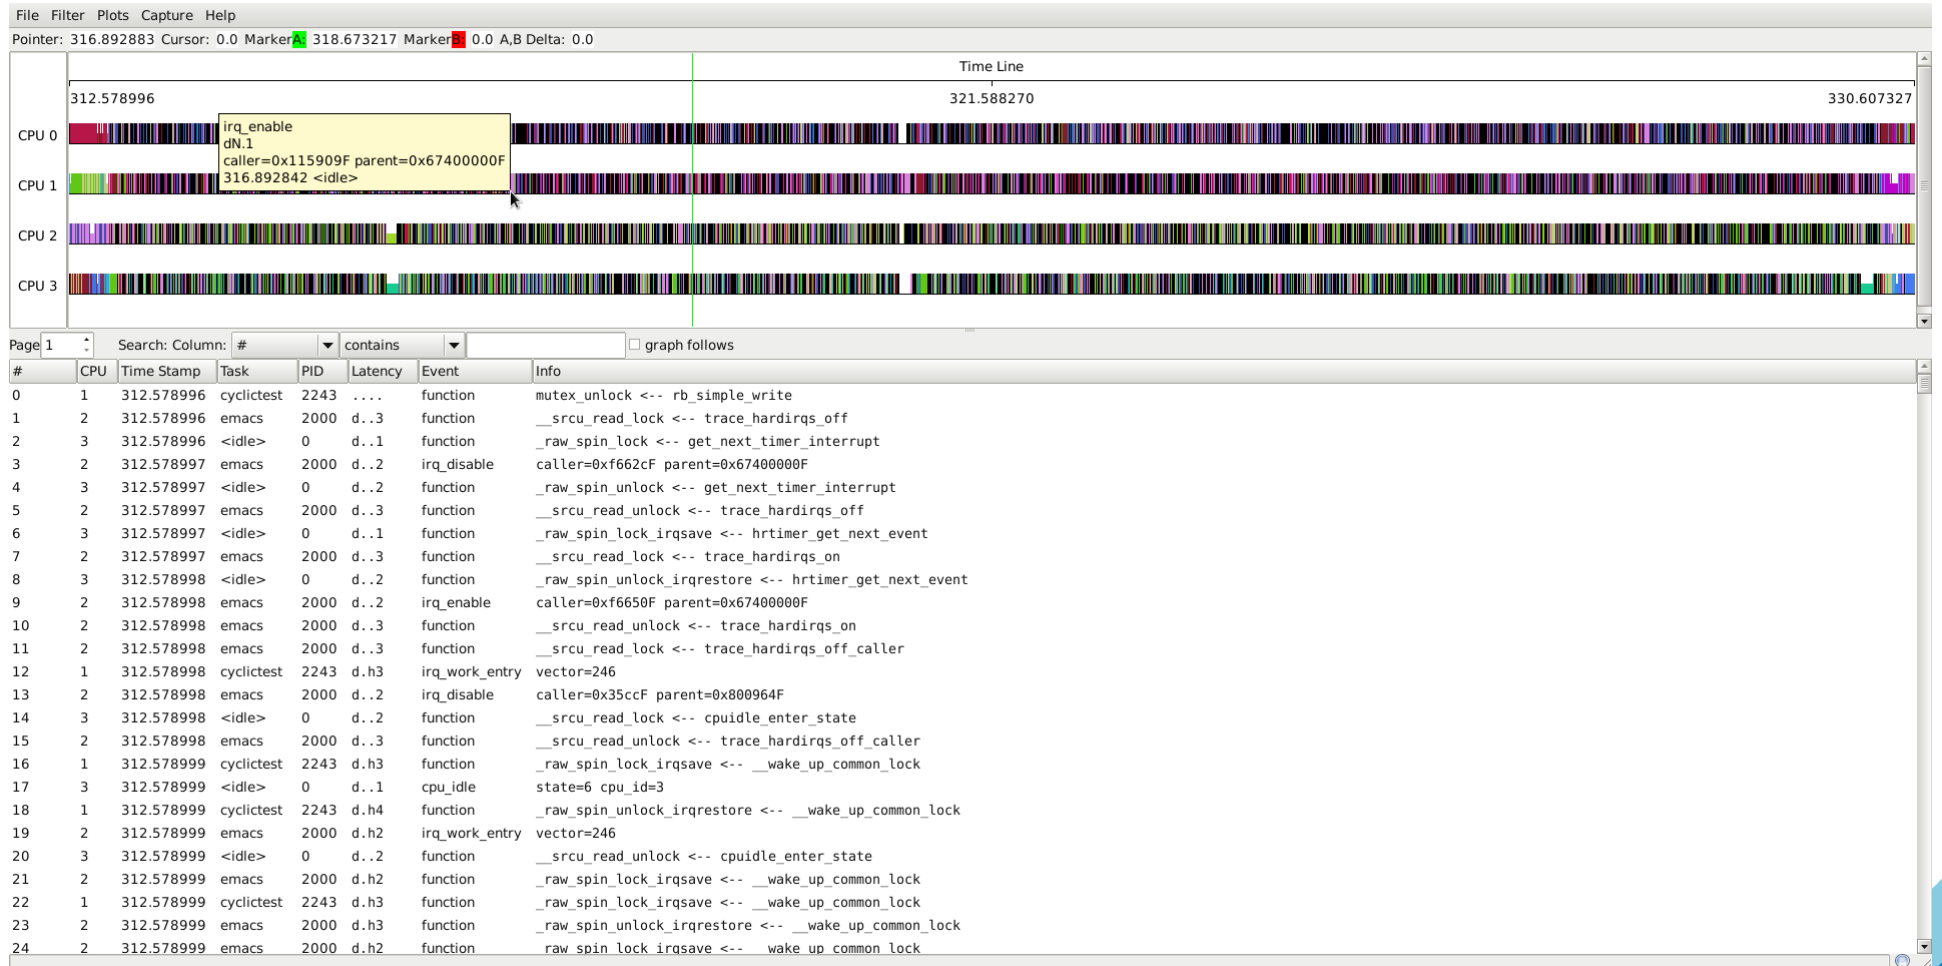 File Filter Plots Capture Help
Pointer: 316.892883 Cursor: 0.0 MarkerA: 318.673217 MarkerB: 0.0 A,B Delta: 0.0
Time Line
312.578996 321.588270 330.607327
CPU 0
irq_enable
dN.1
caller=0x115909F parent=0x67400000F
316.892842 <idle>
CPU 1
CPU 2
CPU 3
Page 1 Search: Column: # contains graph follows
# CPU Time Stamp Task PID Latency Event Info
0 1 312.578996 cyclictest 2243 .... function mutex_unlock <-- rb_simple_write
1 2 312.578996 emacs 2000 d..3 function __srcu_read_lock <-- trace_hardirqs_off
2 3 312.578996 <idle> 0 d..1 function _raw_spin_lock <-- get_next_timer_interrupt
3 2 312.578997 emacs 2000 d..2 irq_disable caller=0xf662cF parent=0x67400000F
4 3 312.578997 <idle> 0 d..2 function _raw_spin_unlock <-- get_next_timer_interrupt
5 2 312.578997 emacs 2000 d..3 function __srcu_read_unlock <-- trace_hardirqs_off
6 3 312.578997 <idle> 0 d..1 function _raw_spin_lock_irqsave <-- hrtimer_get_next_event
7 2 312.578997 emacs 2000 d..3 function __srcu_read_lock <-- trace_hardirqs_on
8 3 312.578998 <idle> 0 d..2 function _raw_spin_unlock_irqrestore <-- hrtimer_get_next_event
9 2 312.578998 emacs 2000 d..2 irq_enable caller=0xf6650F parent=0x67400000F
10 2 312.578998 emacs 2000 d..3 function __srcu_read_unlock <-- trace_hardirqs_on
11 2 312.578998 emacs 2000 d..3 function __srcu_read_lock <-- trace_hardirqs_off_caller
12 1 312.578998 cyclictest 2243 d.h3 irq_work_entry vector=246
13 2 312.578998 emacs 2000 d..2 irq_disable caller=0x35ccF parent=0x800964F
14 3 312.578998 <idle> 0 d..2 function __srcu_read_lock <-- cpuidle_enter_state
15 2 312.578998 emacs 2000 d..3 function __srcu_read_unlock <-- trace_hardirqs_off_caller
16 1 312.578999 cyclictest 2243 d.h3 function _raw_spin_lock_irqsave <-- __wake_up_common_lock
17 3 312.578999 <idle> 0 d..1 cpu_idle state=6 cpu_id=3
18 1 312.578999 cyclictest 2243 d.h4 function _raw_spin_unlock_irqrestore <-- __wake_up_common_lock
19 2 312.578999 emacs 2000 d.h2 irq_work_entry vector=246
20 3 312.578999 <idle> 0 d..2 function __srcu_read_unlock <-- cpuidle_enter_state
21 2 312.578999 emacs 2000 d.h2 function _raw_spin_lock_irqsave <-- __wake_up_common_lock
22 1 312.578999 cyclictest 2243 d.h3 function _raw_spin_lock_irqsave <-- __wake_up_common_lock
23 2 312.578999 emacs 2000 d.h3 function _raw_spin_unlock_irqrestore <-- __wake_up_common_lock
24 2 312.578999 emacs 2000 d.h2 function _raw_spin_lock_irqsave <-- __wake_up_common_lock